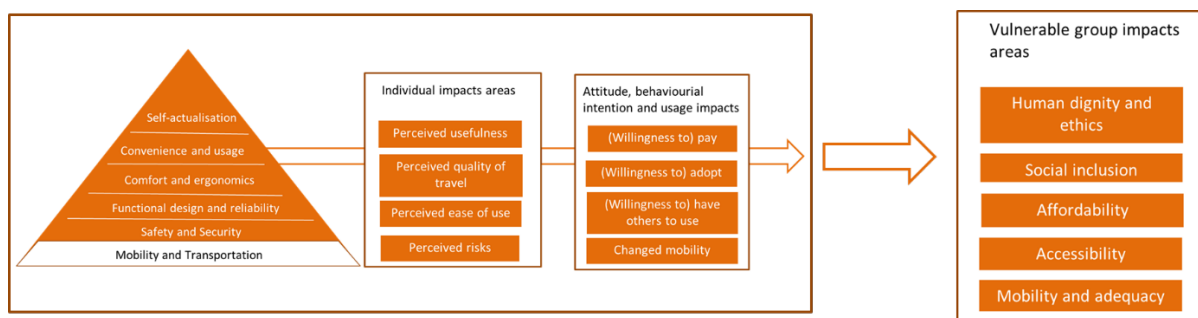 Self-actualisation
Convenience and usage
Comfort and ergonomics
Functional design and reliability
Safety and Security
Mobility and Transportation
Individual impacts areas
Perceived usefulness
Perceived quality of
travel
Perceived ease of use
Perceived risks
Attitude, behaviourial
intention and usage impacts
(Willingness to) pay
(Willingness to) adopt
(Willingness to) have
others to use
Changed mobility
Vulnerable group impacts
areas
Human dignity and
ethics
Social inclusion
Affordability
Accessibility
Mobility and adequacy